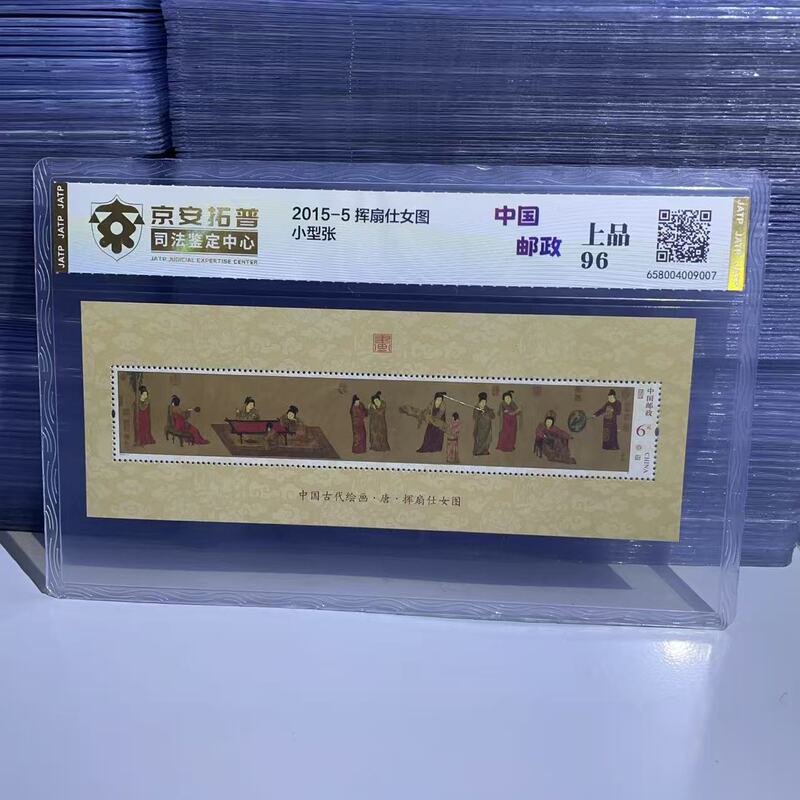 JATP JATP JATP
京安拓普
司法鉴定中心
JATP JUDICIAL EXPERTISE CENTER
2015-5 挥扇仕女图
小型张
中国
邮政
上品
96
658004009007
JATP JATP JATP
畫
中国邮政
6元
CHINA
中国古代绘画·唐·挥扇仕女图